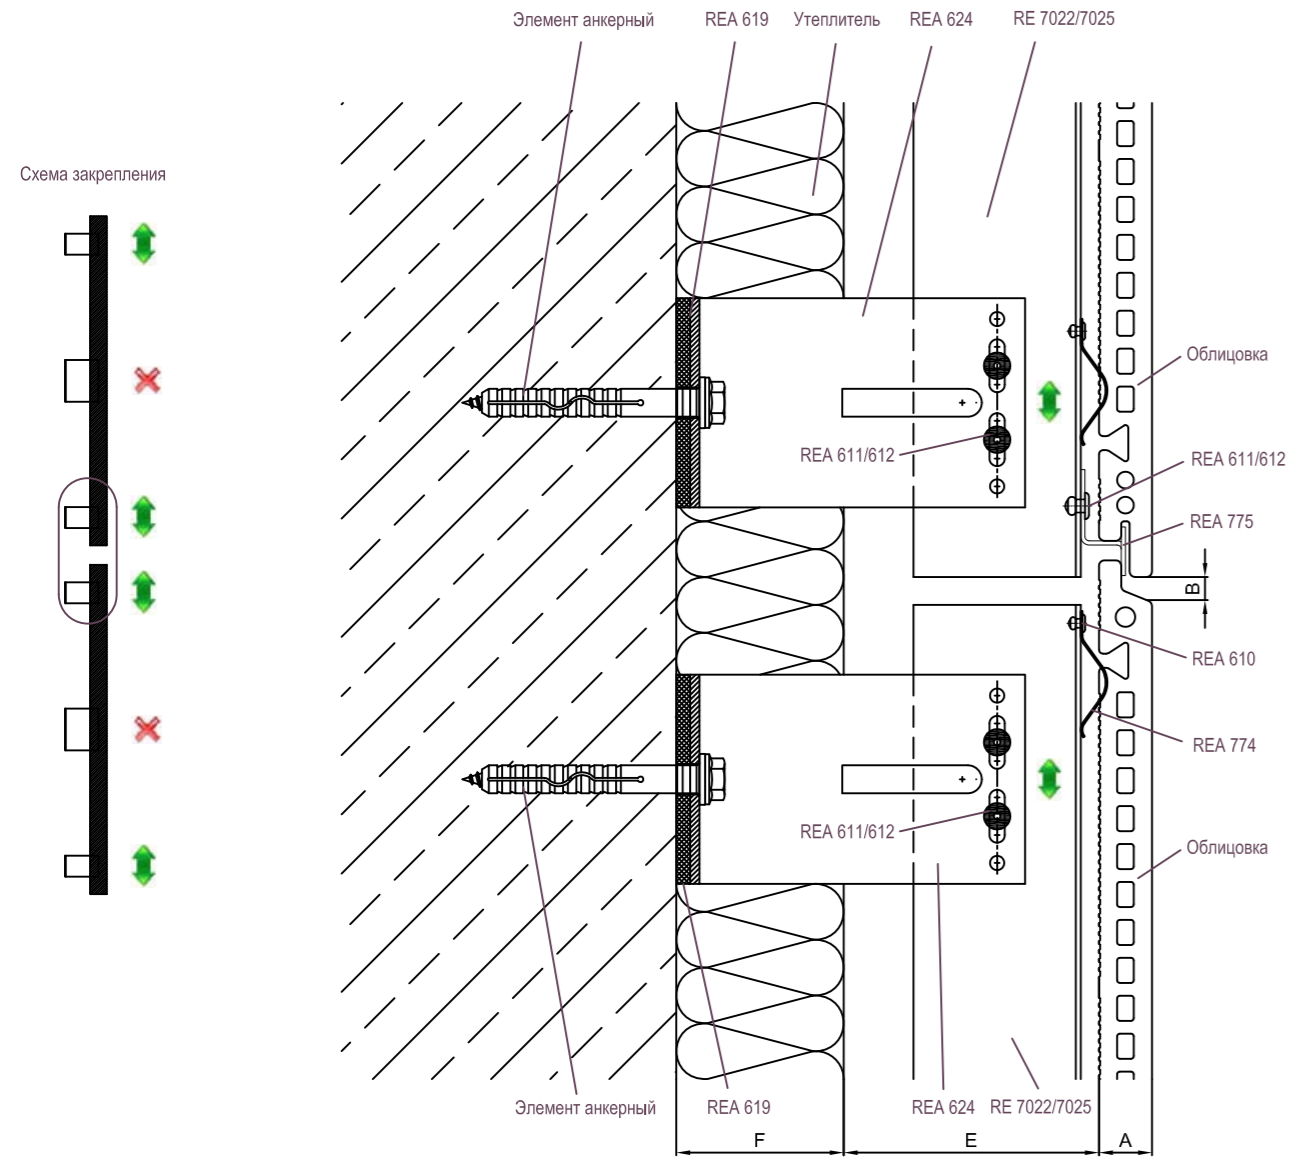 Элемент анкерный
REA 619
Утеплитель
REA 624
RE 7022/7025
Схема закрепления
Облицовка
REA 611/612
REA 611/612
REA 775
B
REA 610
REA 774
REA 611/612
Облицовка
Элемент анкерный
REA 619
REA 624
RE 7022/7025
F
E
A